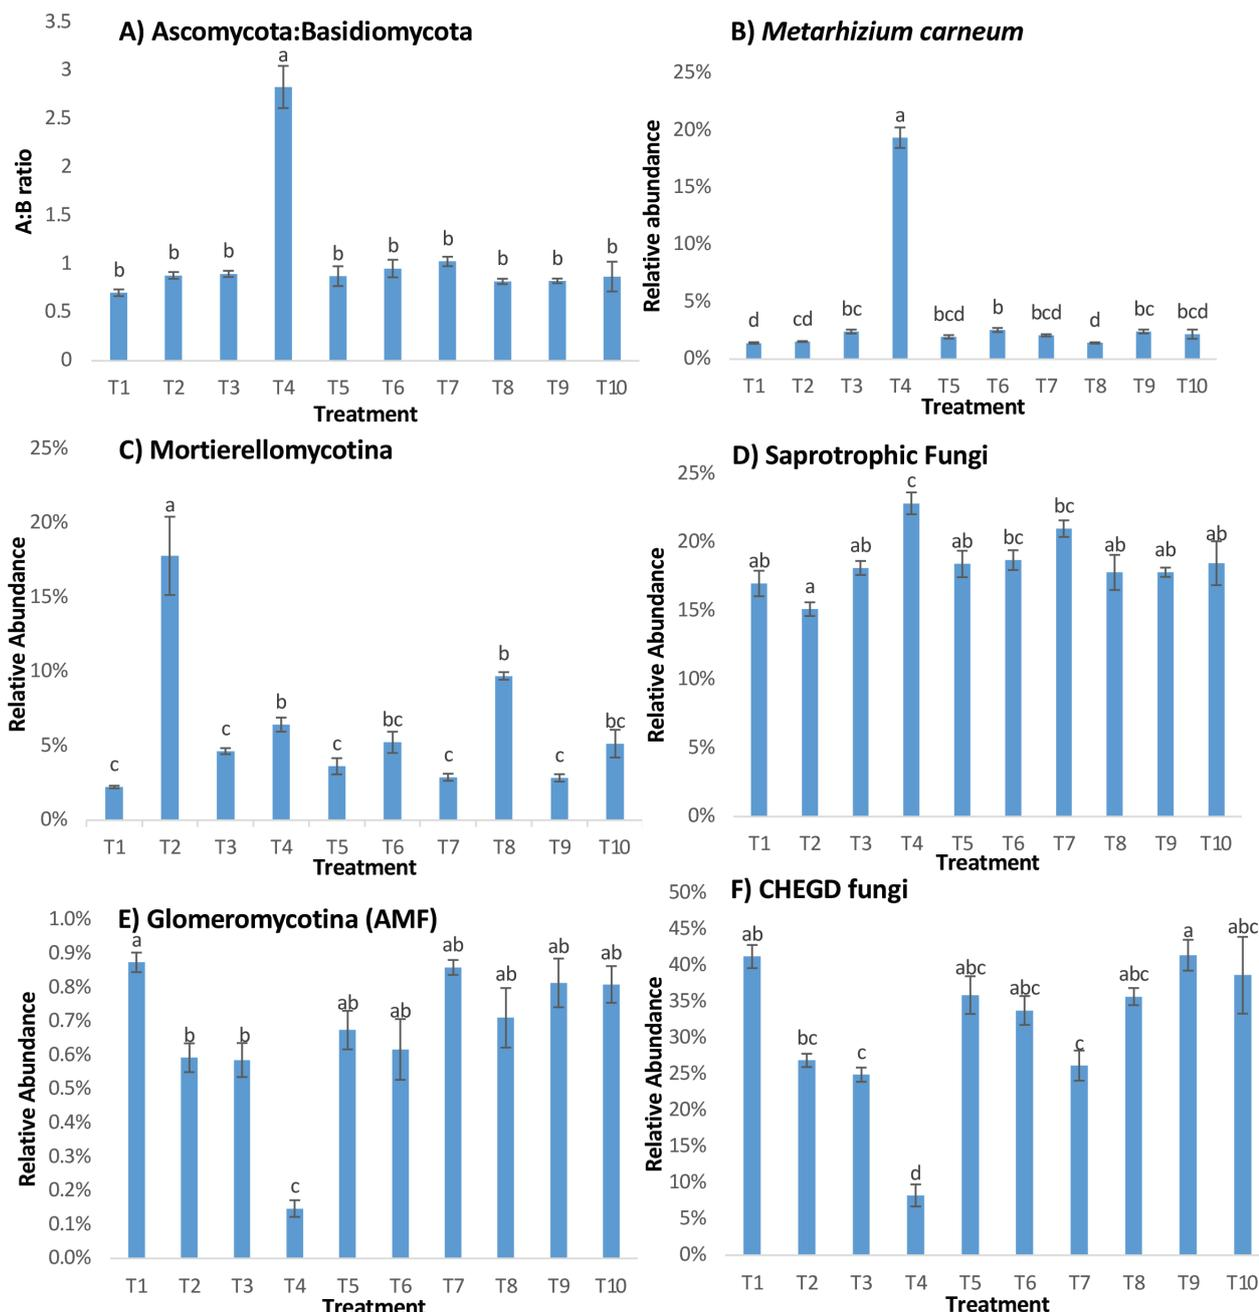 A) Ascomycota:Basidiomycota
A:B ratio
3.5
3
2.5
2
1.5
1
0.5
0
b b b a b b b b b b
T1 T2 T3 T4 T5 T6 T7 T8 T9 T10
Treatment
B) Metarhizium carneum
Relative abundance
25%
20%
15%
10%
5%
0%
d cd bc a bcd b bcd d bc bcd
T1 T2 T3 T4 T5 T6 T7 T8 T9 T10
Treatment
C) Mortierellomycotina
Relative Abundance
25%
20%
15%
10%
5%
0%
c a c b c bc c b c bc
T1 T2 T3 T4 T5 T6 T7 T8 T9 T10
Treatment
D) Saprotrophic Fungi
Relative Abundance
25%
20%
15%
10%
5%
0%
ab a ab c ab bc bc ab ab ab
T1 T2 T3 T4 T5 T6 T7 T8 T9 T10
Treatment
E) Glomeromycotina (AMF)
Relative Abundance
1.0%
0.9%
0.8%
0.7%
0.6%
0.5%
0.4%
0.3%
0.2%
0.1%
0.0%
a b b c ab ab ab ab ab ab
T1 T2 T3 T4 T5 T6 T7 T8 T9 T10
Treatment
F) CHEGD fungi
Relative Abundance
50%
45%
40%
35%
30%
25%
20%
15%
10%
5%
0%
ab bc c d abc abc c abc a abc
T1 T2 T3 T4 T5 T6 T7 T8 T9 T10
Treatment